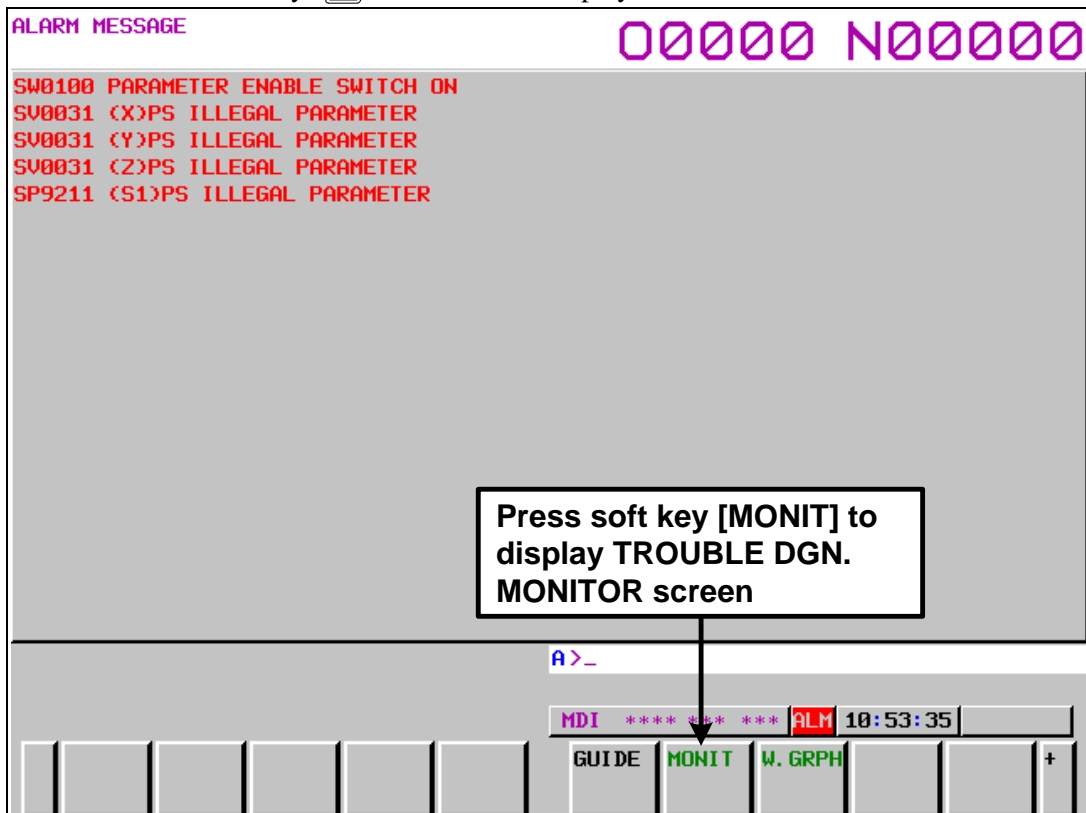 ALARM MESSAGE
O0000 N00000
SW0100 PARAMETER ENABLE SWITCH ON
SV0031 (X)PS ILLEGAL PARAMETER
SV0031 (Y)PS ILLEGAL PARAMETER
SV0031 (Z)PS ILLEGAL PARAMETER
SP9211 (S1)PS ILLEGAL PARAMETER
Press soft key [MONIT] to
display TROUBLE DGN.
MONITOR screen
A>_
MDI **** *** *** ALM 10:53:35
GUIDE MONIT W.GRPH +